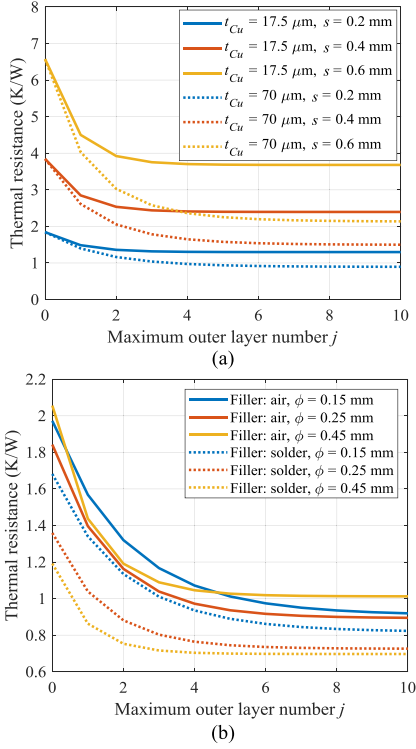 8
7
6
5
4
3
2
1
0
Thermal resistance (K/W)
t_Cu = 17.5 μm, s = 0.2 mm
t_Cu = 17.5 μm, s = 0.4 mm
t_Cu = 17.5 μm, s = 0.6 mm
t_Cu = 70 μm, s = 0.2 mm
t_Cu = 70 μm, s = 0.4 mm
t_Cu = 70 μm, s = 0.6 mm
0 2 4 6 8 10
Maximum outer layer number j
(a)
2.2
2
1.8
1.6
1.4
1.2
1
0.8
0.6
Thermal resistance (K/W)
Filler: air, ϕ = 0.15 mm
Filler: air, ϕ = 0.25 mm
Filler: air, ϕ = 0.45 mm
Filler: solder, ϕ = 0.15 mm
Filler: solder, ϕ = 0.25 mm
Filler: solder, ϕ = 0.45 mm
0 2 4 6 8 10
Maximum outer layer number j
(b)